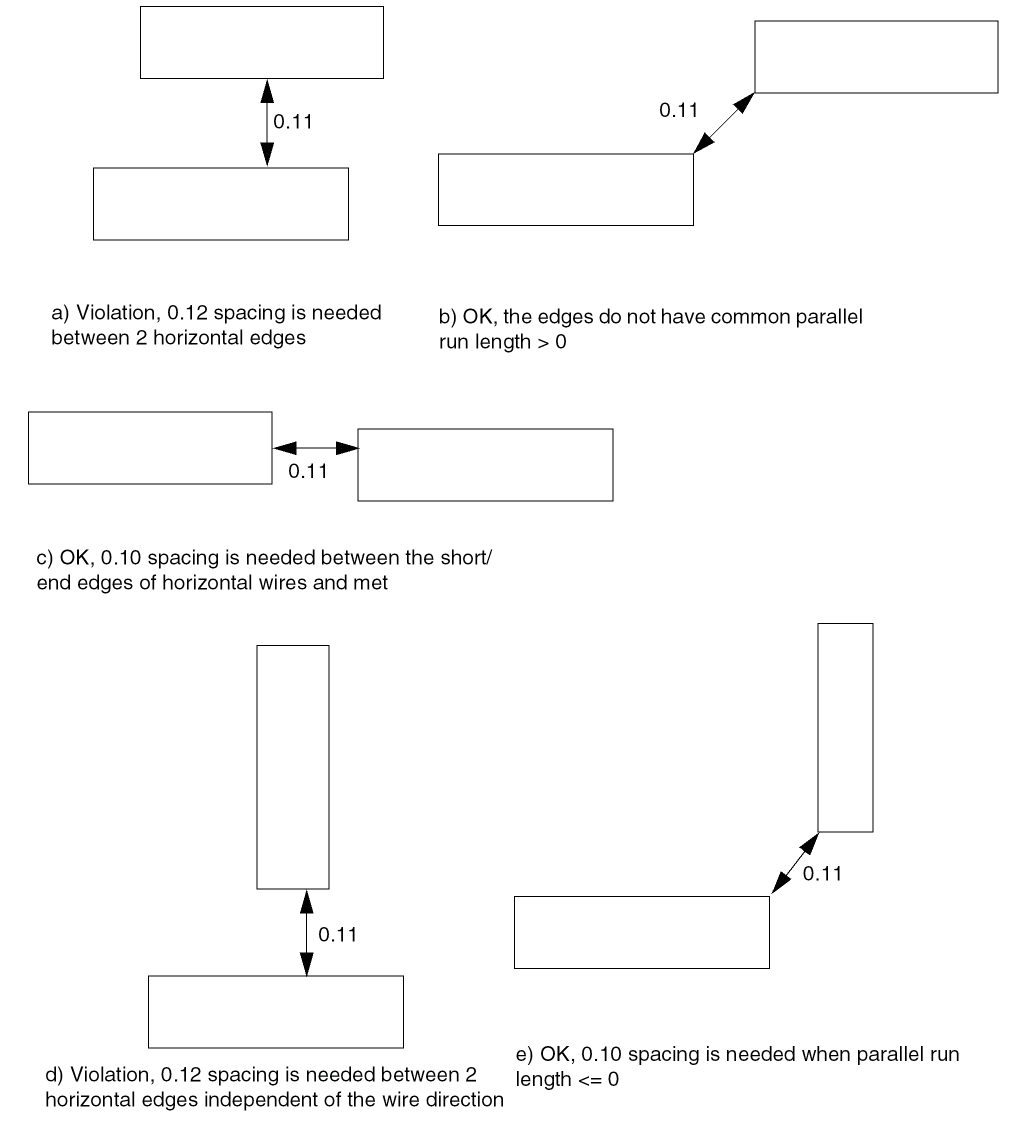 0.11
0.11
a) Violation, 0.12 spacing is needed
between 2 horizontal edges
b) OK, the edges do not have common parallel
run length > 0
0.11
c) OK, 0.10 spacing is needed between the short/
end edges of horizontal wires and met
0.11
0.11
d) Violation, 0.12 spacing is needed between 2
horizontal edges independent of the wire direction
e) OK, 0.10 spacing is needed when parallel run
length <= 0